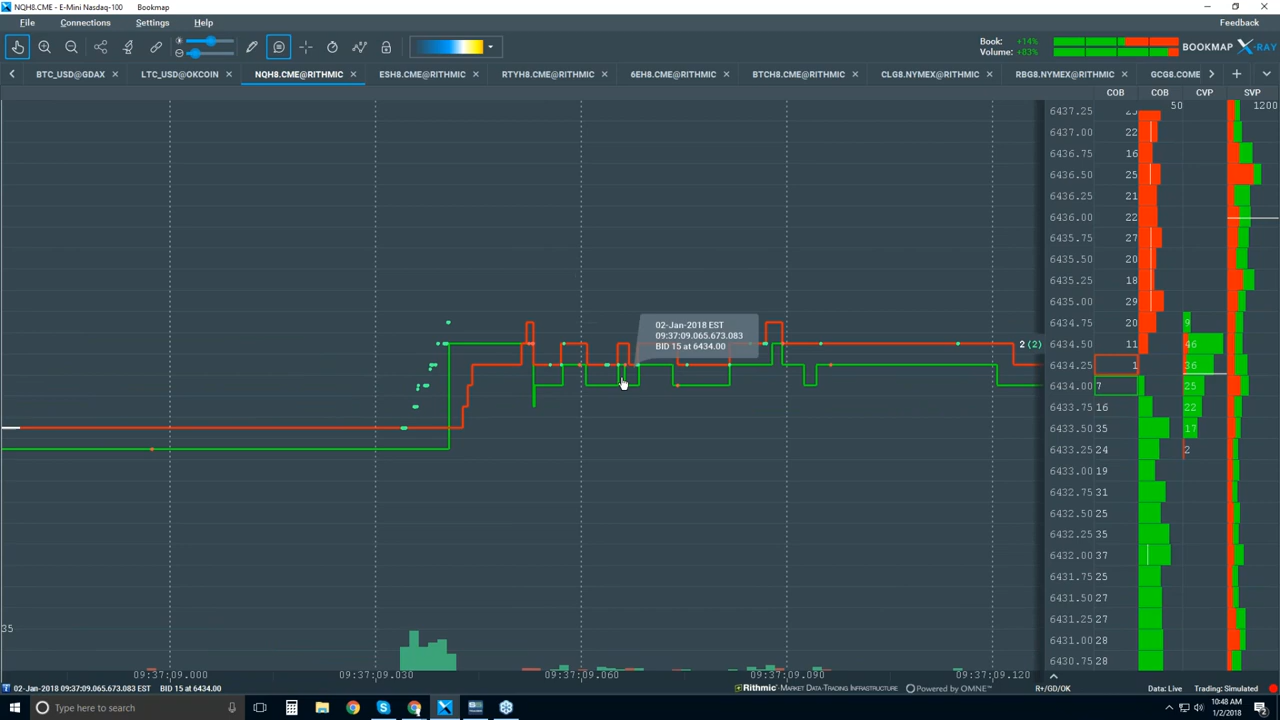 NQH8.CME - E-Mini Nasdaq-100 Bookmap
File Connections Settings Help Feedback
Book: +14%
Volume: +83%
BOOKMAP X-RAY
BTC_USD@GDAX LTC_USD@OKCOIN NQH8.CME@RITHMIC ESH8.CME@RITHMIC RTYH8.CME@RITHMIC 6EH8.CME@RITHMIC BTCH8.CME@RITHMIC CLG8.NYMEX@RITHMIC RBG8.NYMEX@RITHMIC GCG8.COME
COB COB CVP SVP
50 1200
6437.25
6437.00 22
6436.75 16
6436.50 25
6436.25 21
6436.00 22
6435.75 27
6435.50 20
6435.25 18
6435.00 29
6434.75 20 9
02-Jan-2018 EST
09:37:09.065.673.083
BID 15 at 6434.00
2 (2) 6434.50 11 46
6434.25 1 36
6434.00 7 25
6433.75 16 22
6433.50 35 17
6433.25 24 2
6433.00 19
6432.75 31
6432.50 25
6432.25 35
6432.00 37
6431.75 25
6431.50 27
6431.25 27
35
6431.00 28
6430.75 28
09:37:09.000 09:37:09.030 09:37:09.060 09:37:09.090 09:37:09.120
02-Jan-2018 09:37:09.065.673.083 EST BID 15 at 6434.00
Rithmic - MARKET DATA-TRADING INFRASTRUCTURE Powered by OMNE™ R+/GD/OK Data: Live Trading: Simulated
Type here to search
10:48 AM
1/2/2018
2